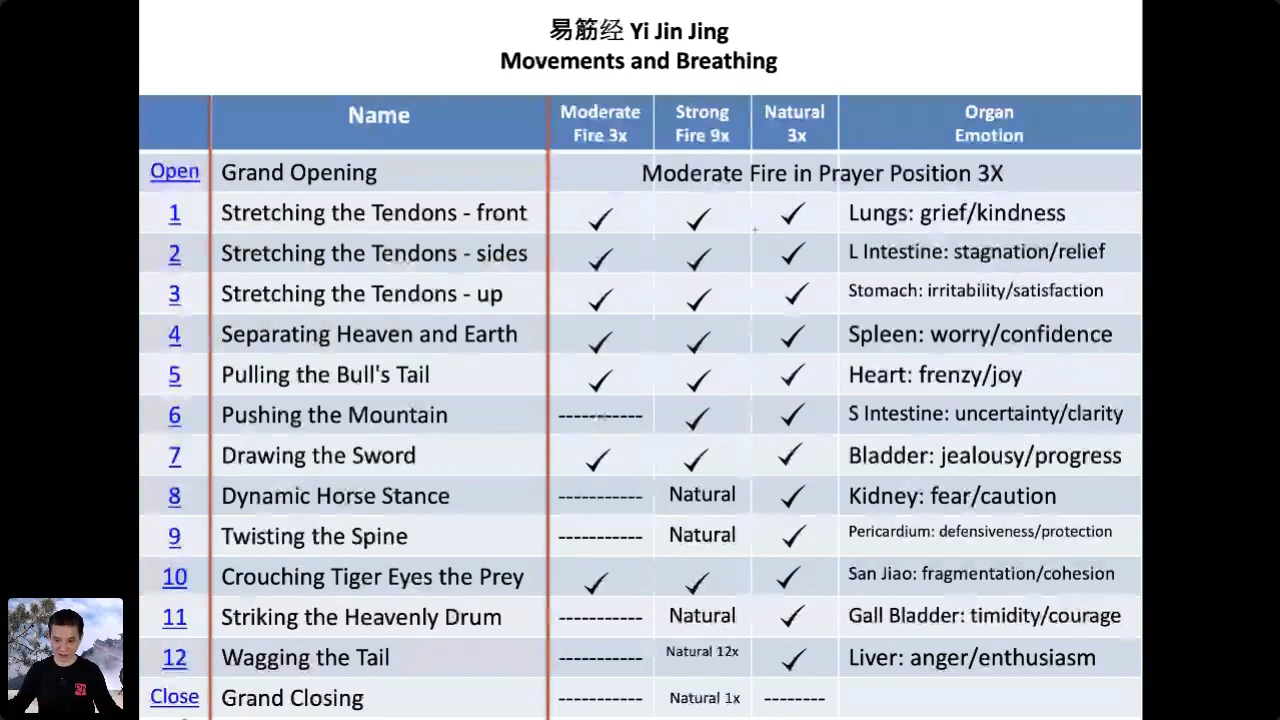 易筋经 Yi Jin Jing
Movements and Breathing
Name Moderate Fire 3x Strong Fire 9x Natural 3x Organ Emotion
Open Grand Opening Moderate Fire in Prayer Position 3X
1 Stretching the Tendons - front ✓ ✓ ✓ Lungs: grief/kindness
2 Stretching the Tendons - sides ✓ ✓ ✓ L Intestine: stagnation/relief
3 Stretching the Tendons - up ✓ ✓ ✓ Stomach: irritability/satisfaction
4 Separating Heaven and Earth ✓ ✓ ✓ Spleen: worry/confidence
5 Pulling the Bull's Tail ✓ ✓ ✓ Heart: frenzy/joy
6 Pushing the Mountain ----------- ✓ ✓ S Intestine: uncertainty/clarity
7 Drawing the Sword ✓ ✓ ✓ Bladder: jealousy/progress
8 Dynamic Horse Stance ----------- Natural ✓ Kidney: fear/caution
9 Twisting the Spine ----------- Natural ✓ Pericardium: defensiveness/protection
10 Crouching Tiger Eyes the Prey ✓ ✓ ✓ San Jiao: fragmentation/cohesion
11 Striking the Heavenly Drum ----------- Natural ✓ Gall Bladder: timidity/courage
12 Wagging the Tail ----------- Natural 12x ✓ Liver: anger/enthusiasm
Close Grand Closing ----------- Natural 1x --------